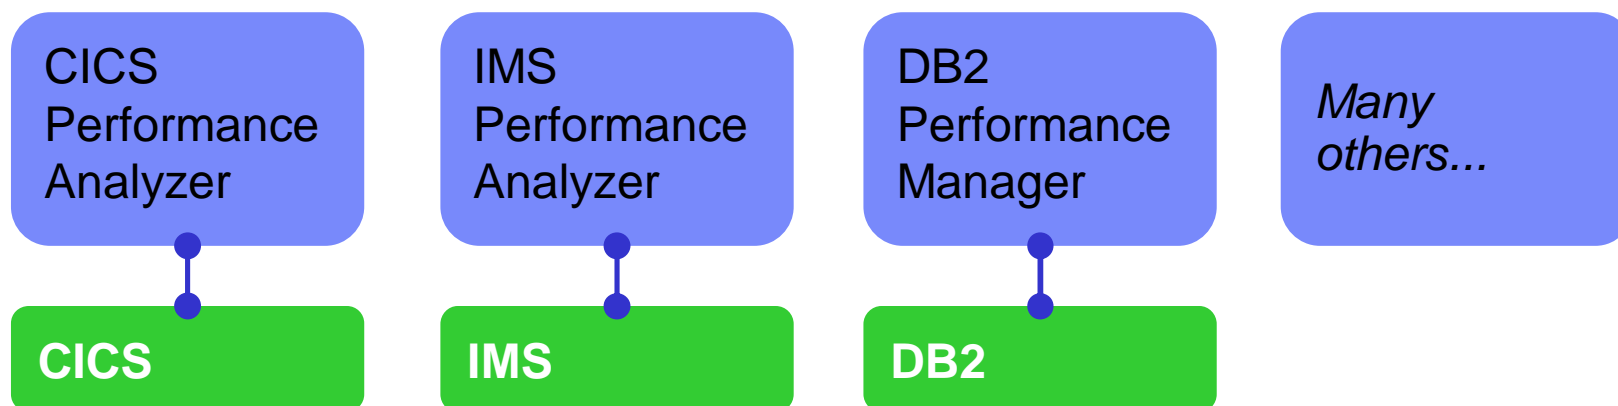 CICS
Performance
Analyzer
IMS
Performance
Analyzer
DB2
Performance
Manager
Many
others...
CICS
IMS
DB2